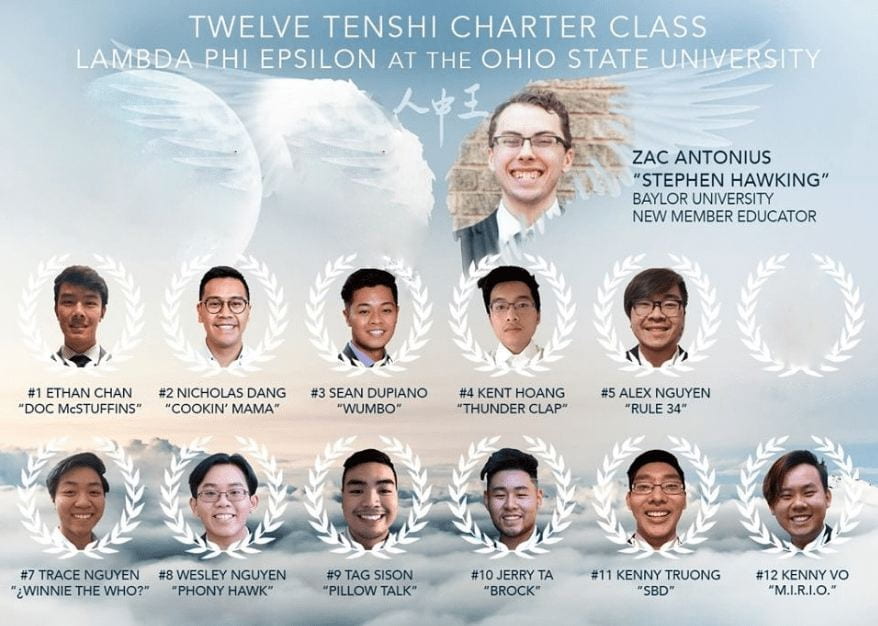 TWELVE TENSHI CHARTER CLASS
LAMBDA PHI EPSILON AT THE OHIO STATE UNIVERSITY
人中王
ZAC ANTONIUS
"STEPHEN HAWKING"
BAYLOR UNIVERSITY
NEW MEMBER EDUCATOR
#1 ETHAN CHAN
"DOC McSTUFFINS"
#2 NICHOLAS DANG
"COOKIN' MAMA"
#3 SEAN DUPIANO
"WUMBO"
#4 KENT HOANG
"THUNDER CLAP"
#5 ALEX NGUYEN
"RULE 34"
#7 TRACE NGUYEN
"¿WINNIE THE WHO?"
#8 WESLEY NGUYEN
"PHONY HAWK"
#9 TAG SISON
"PILLOW TALK"
#10 JERRY TA
"BROCK"
#11 KENNY TRUONG
"SBD"
#12 KENNY VO
"M.I.R.I.O."